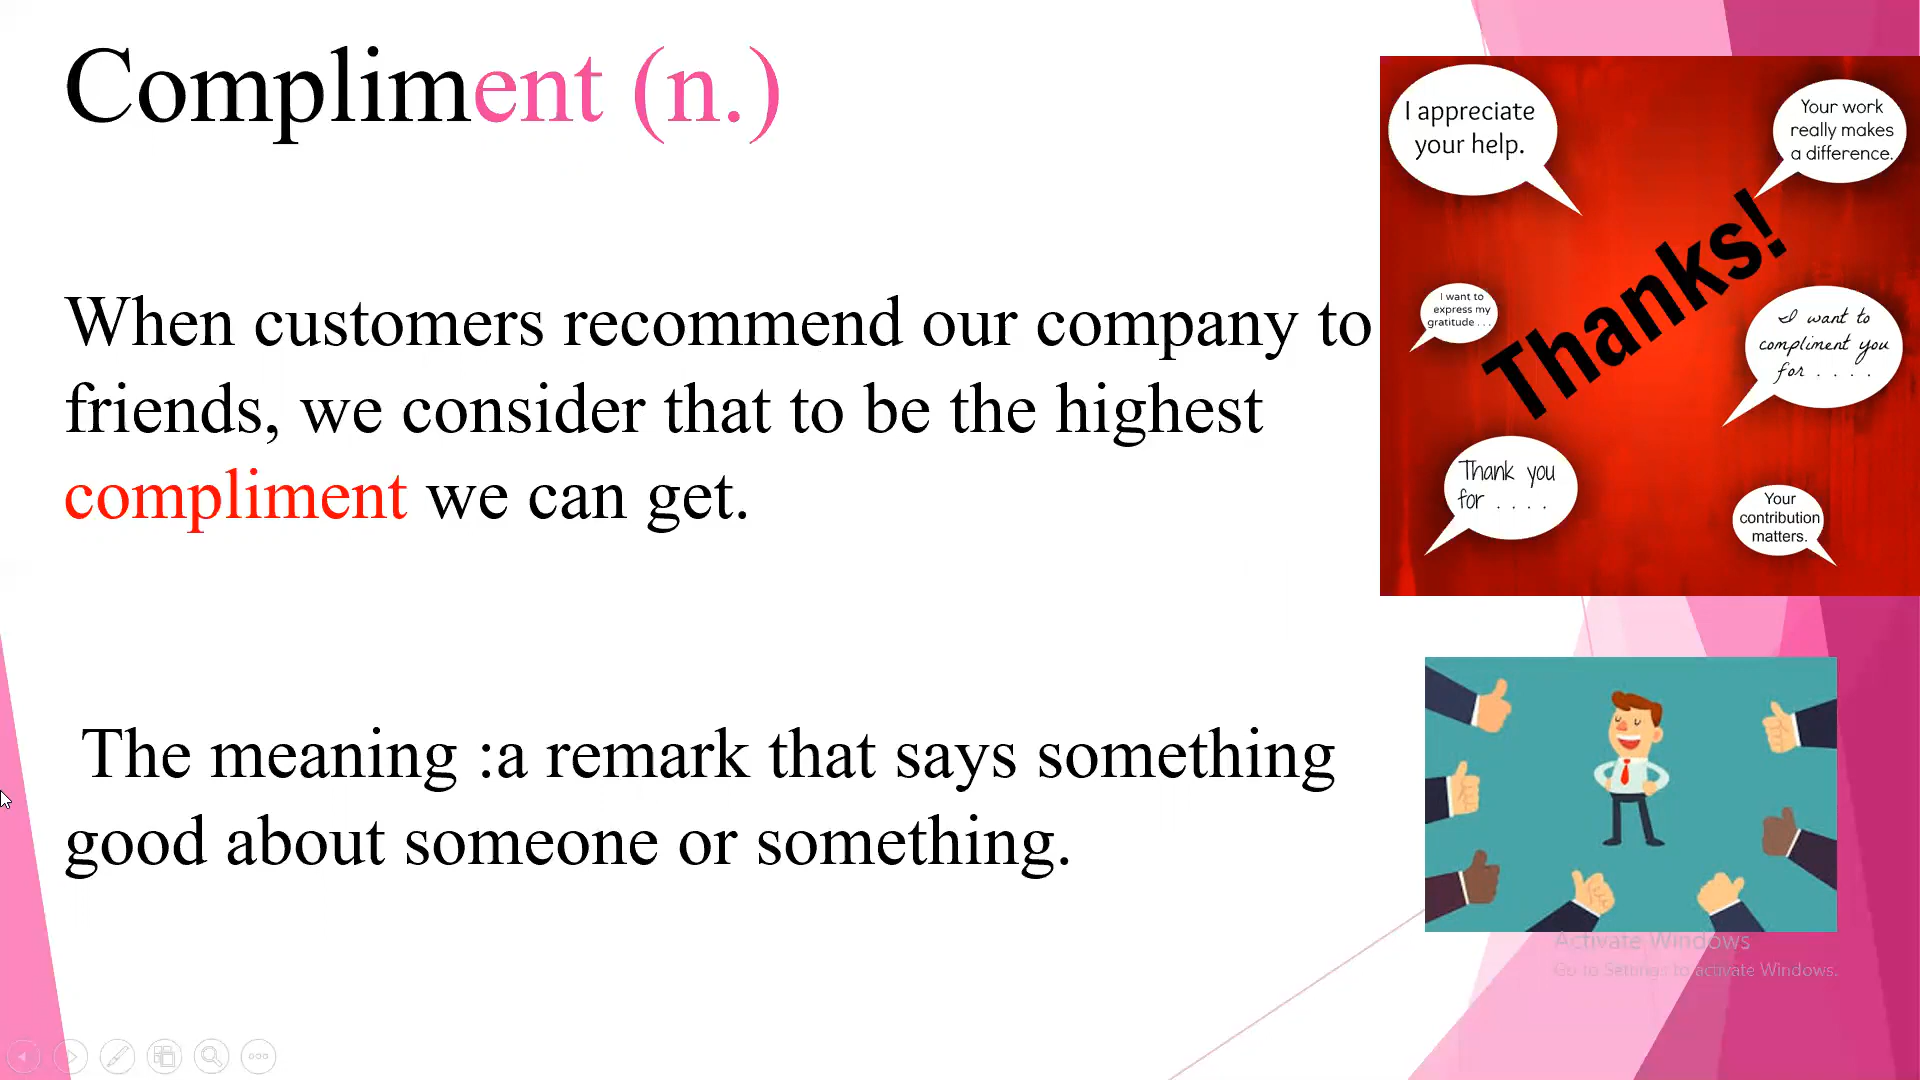 Compliment (n.)
When customers recommend our company to
friends, we consider that to be the highest
compliment we can get.
The meaning :a remark that says something
good about someone or something.
I appreciate
your help.
Your work
really makes
a difference.
Thanks!
I want to
express my
gratitude . . .
I want to
compliment you
for . . . .
Thank you
for . . . .
Your
contribution
matters.
Activate Windows
Go to Settings to activate Windows.